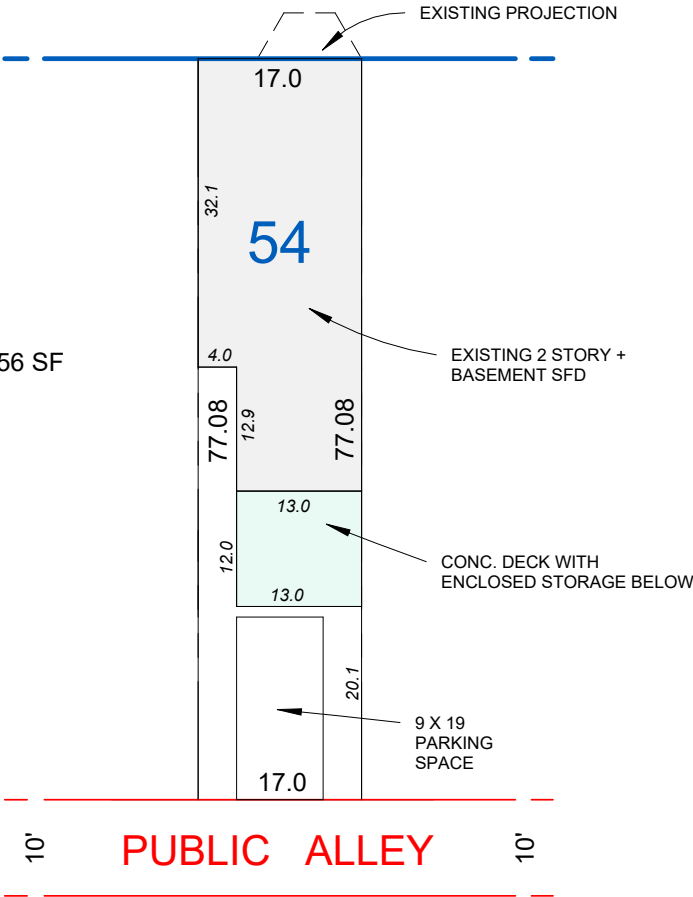 EXISTING PROJECTION
17.0
32.1
54
56 SF
4.0
EXISTING 2 STORY +
BASEMENT SFD
77.08
12.9
77.08
13.0
12.0
CONC. DECK WITH
ENCLOSED STORAGE BELOW
13.0
20.1
9 X 19
PARKING
SPACE
17.0
10'
PUBLIC ALLEY
10'